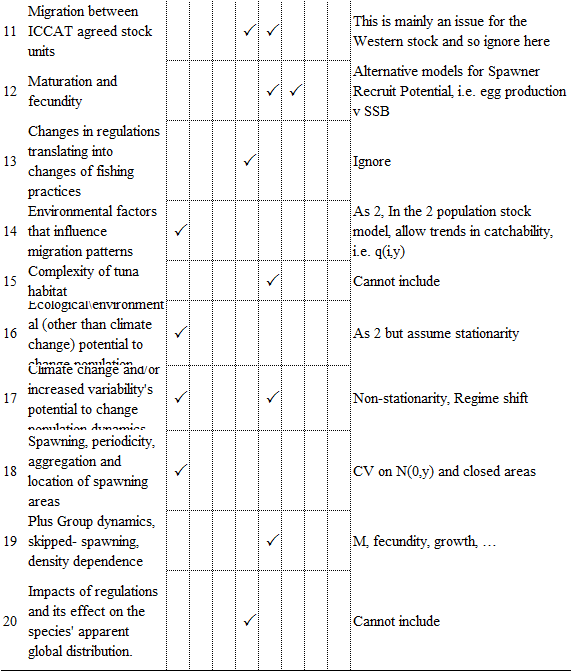 11
Migration between
ICCAT agreed stock
units
✓ ✓
This is mainly an issue for the
Western stock and so ignore here
12
Maturation and
fecundity
✓ ✓
Alternative models for Spawner
Recruit Potential, i.e. egg production
v SSB
13
Changes in regulations
translating into
changes of fishing
practices
✓
Ignore
14
Environmental factors
that influence
migration patterns
✓
As 2, In the 2 population stock
model, allow trends in catchability,
i.e. q(i,y)
15
Complexity of tuna
habitat
✓
Cannot include
16
Ecological\environment
al (other than climate
change) potential to
change population
✓
As 2 but assume stationarity
17
Climate change and/or
increased variability's
potential to change
population dynamics
✓ ✓
Non-stationarity, Regime shift
18
Spawning, periodicity,
aggregation and
location of spawning
areas
✓
CV on N(0,y) and closed areas
19
Plus Group dynamics,
skipped- spawning,
density dependence
✓
M, fecundity, growth, …
20
Impacts of regulations
and its effect on the
species' apparent
global distribution.
✓
Cannot include